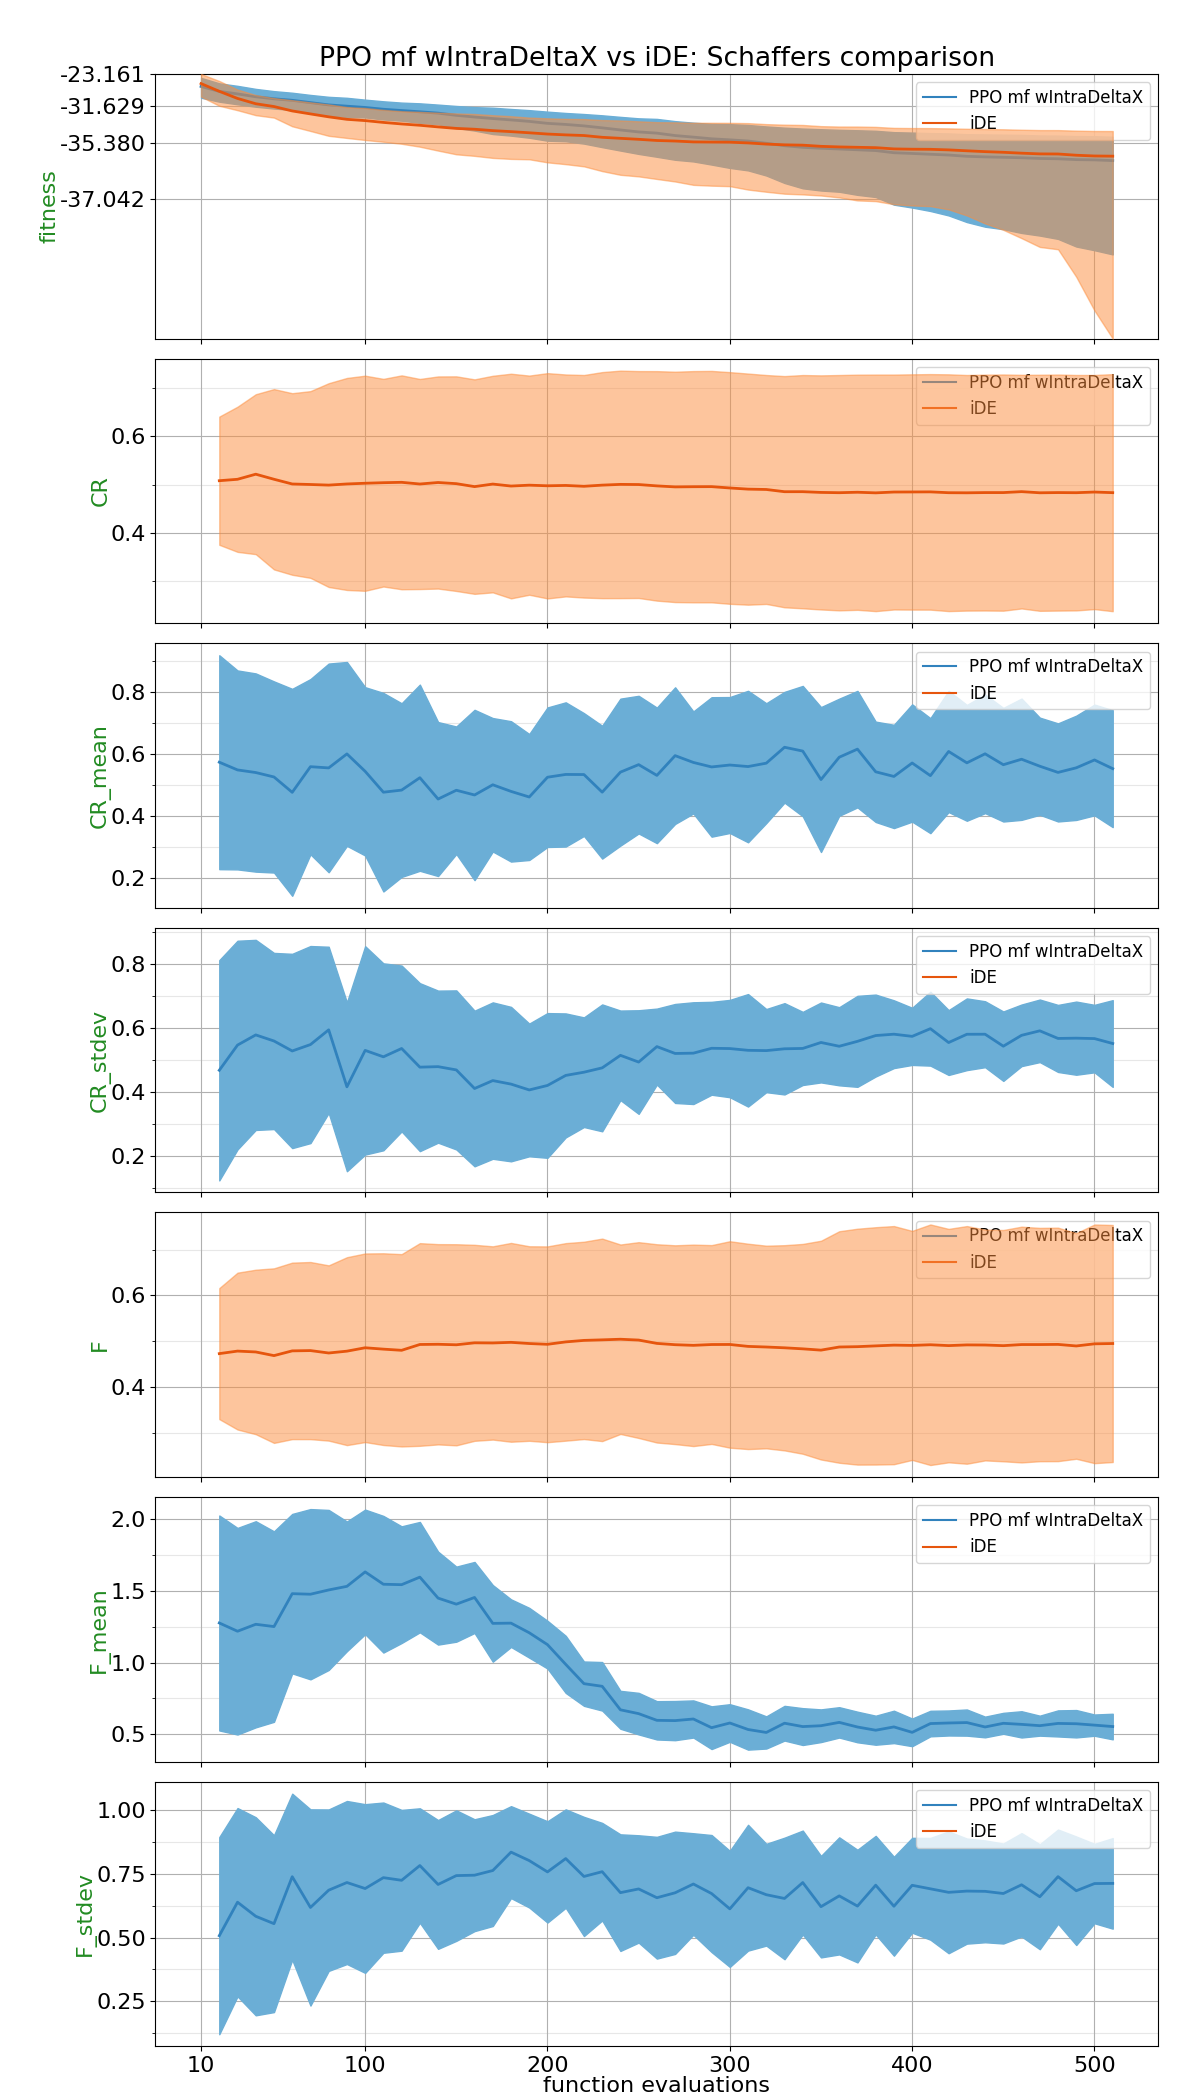 PPO mf wIntraDeltaX vs iDE: Schaffers comparison
-23.161
-31.629
-35.380
-37.042
fitness
PPO mf wIntraDeltaX
iDE
0.6
0.4
CR
PPO mf wIntraDeltaX
iDE
0.8
0.6
0.4
0.2
CR_mean
PPO mf wIntraDeltaX
iDE
0.8
0.6
0.4
0.2
CR_stdev
PPO mf wIntraDeltaX
iDE
0.6
0.4
F
PPO mf wIntraDeltaX
iDE
2.0
1.5
1.0
0.5
F_mean
PPO mf wIntraDeltaX
iDE
1.00
0.75
0.50
0.25
F_stdev
PPO mf wIntraDeltaX
iDE
10 100 200 300 400 500
function evaluations